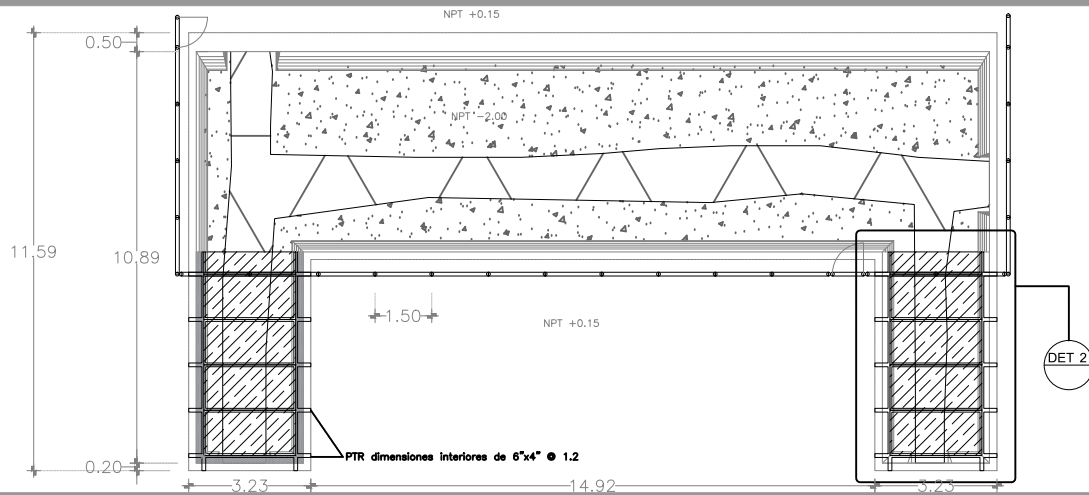 NPT +0.15
0.50
NPT -2.00
11.59
10.89
1.50
NPT +0.15
DET 2
PTR dimensiones interiores de 6"x4" @ 1.2
0.20
3.23
14.92
3.23